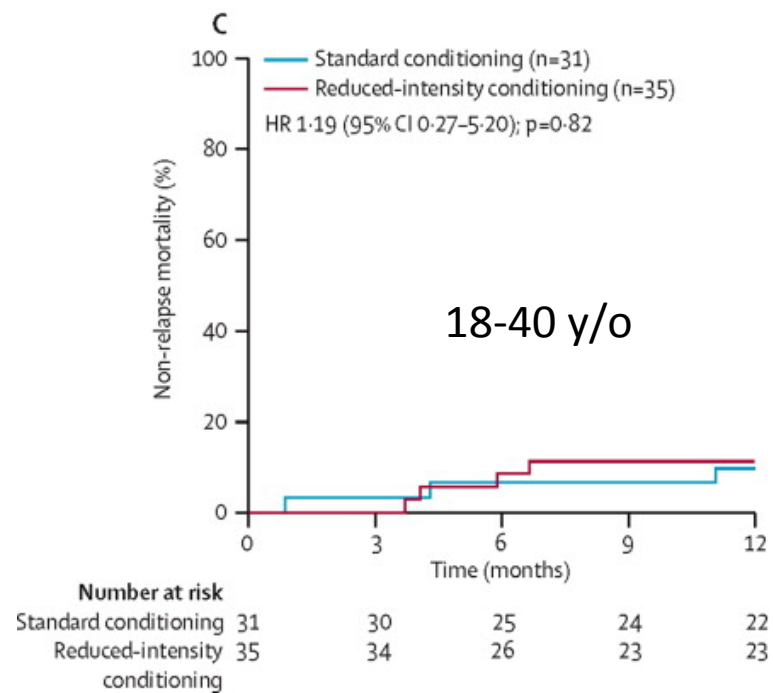 C
100
80
60
40
20
0
Non-relapse mortality (%)
Standard conditioning (n=31)
Reduced-intensity conditioning (n=35)
HR 1·19 (95% CI 0·27–5·20); p=0·82
18-40 y/o
0 3 6 9 12
Time (months)
Number at risk
Standard conditioning 31 30 25 24 22
Reduced-intensity 35 34 26 23 23
conditioning